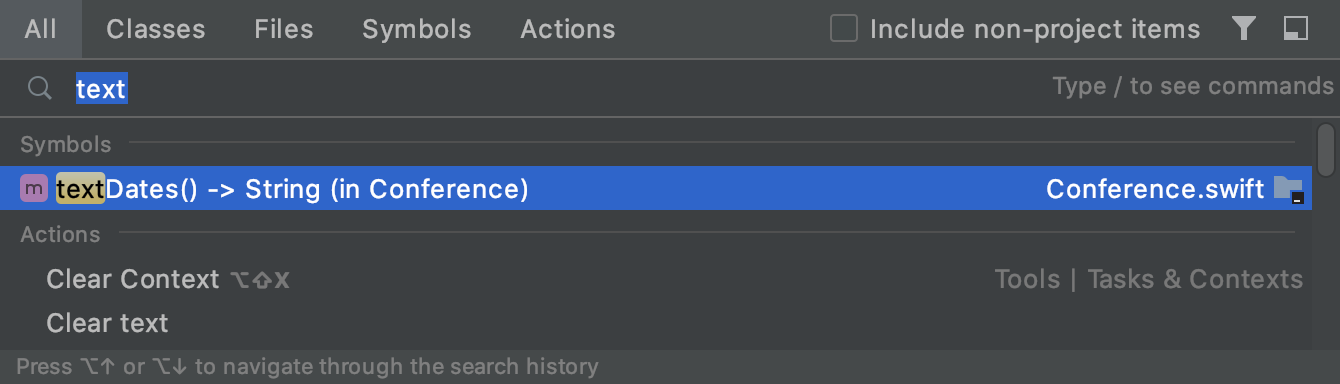 All Classes Files Symbols Actions Include non-project items
text Type / to see commands
Symbols
m textDates() -> String (in Conference) Conference.swift
Actions
Clear Context ⌥⇧X Tools | Tasks & Contexts
Clear text
Press ⌥↑ or ⌥↓ to navigate through the search history